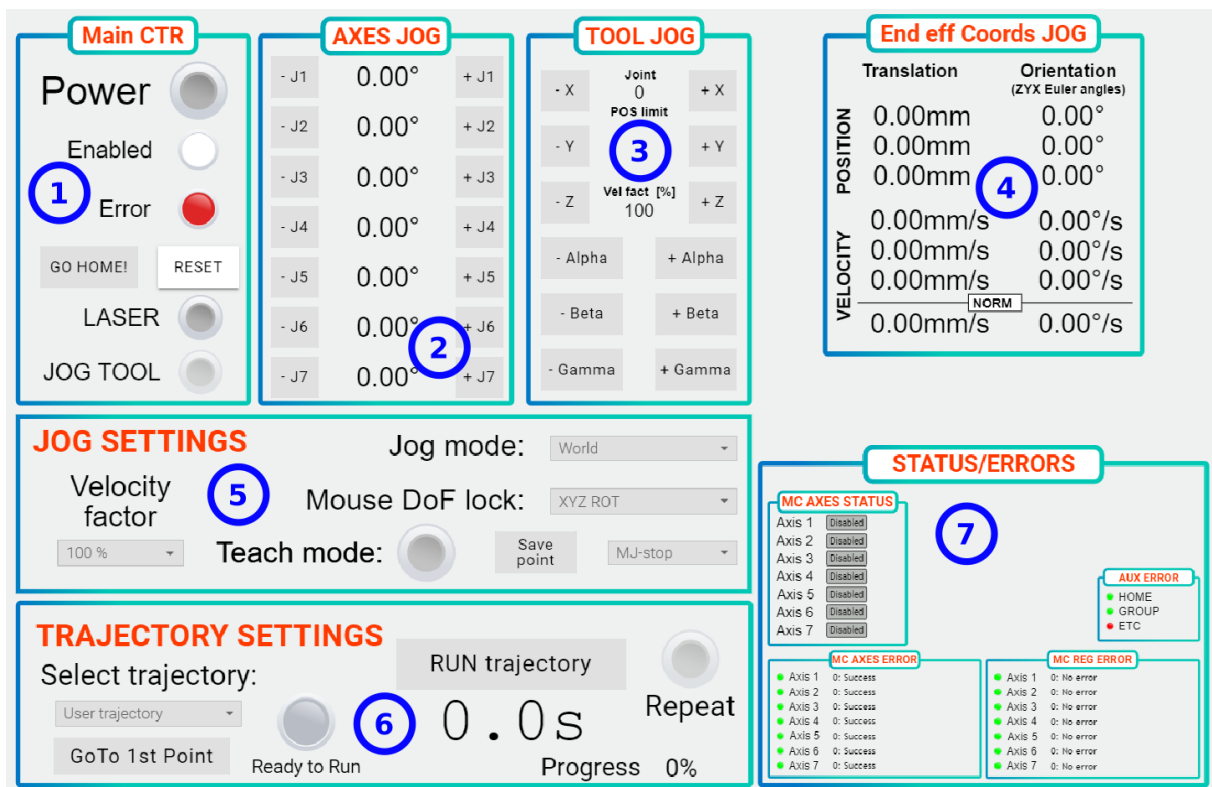 Main CTR
Power
Enabled
1
Error
GO HOME!
RESET
LASER
JOG TOOL
AXES JOG
- J1 0.00° + J1
- J2 0.00° + J2
- J3 0.00° + J3
- J4 0.00° + J4
- J5 0.00° + J5
- J6 0.00° + J6
2
- J7 0.00° + J7
TOOL JOG
Joint
- X 0 + X
POS limit
- Y 3 + Y
Vel fact [%]
- Z 100 + Z
- Alpha + Alpha
- Beta + Beta
- Gamma + Gamma
End eff Coords JOG
Translation Orientation
(ZYX Euler angles)
POSITION
0.00mm 0.00°
0.00mm 0.00°
0.00mm 0.00°
4
VELOCITY
0.00mm/s 0.00°/s
0.00mm/s 0.00°/s
0.00mm/s 0.00°/s
NORM
0.00mm/s 0.00°/s
JOG SETTINGS
Jog mode: World
Velocity
factor
5
Mouse DoF lock: XYZ ROT
100 %
Teach mode:
Save
point
MJ-stop
TRAJECTORY SETTINGS
Select trajectory:
RUN trajectory
User trajectory
6
0.0s
Repeat
GoTo 1st Point
Ready to Run
Progress 0%
STATUS/ERRORS
7
MC AXES STATUS
Axis 1 Disabled
Axis 2 Disabled
Axis 3 Disabled
Axis 4 Disabled
Axis 5 Disabled
Axis 6 Disabled
Axis 7 Disabled
AUX ERROR
HOME
GROUP
ETC
MC AXES ERROR
Axis 1 0: Success
Axis 2 0: Success
Axis 3 0: Success
Axis 4 0: Success
Axis 5 0: Success
Axis 6 0: Success
Axis 7 0: Success
MC REG ERROR
Axis 1 0: No error
Axis 2 0: No error
Axis 3 0: No error
Axis 4 0: No error
Axis 5 0: No error
Axis 6 0: No error
Axis 7 0: No error